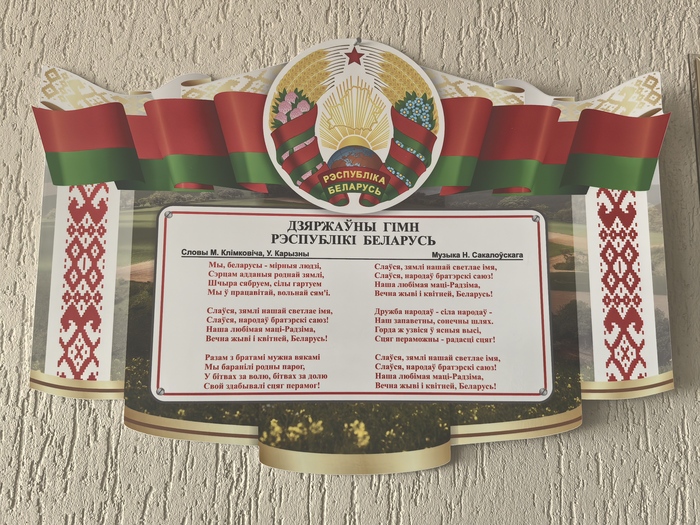 РЭСПУБЛІКА
БЕЛАРУСЬ
ДЗЯРЖАЎНЫ ГІМН
РЭСПУБЛІКІ БЕЛАРУСЬ
Словы М. Клімковіча, У. Карызны
Музыка Н. Сакалоўскага
Мы, беларусы - мірныя людзі,
Сэрцам адданыя роднай зямлі,
Шчыра сябруем, сілы гартуем
Мы ў працавітай, вольнай сям'і.
Слаўся, зямлі нашай светлае імя,
Слаўся, народаў братэрскі саюз!
Наша любімая маці-Радзіма,
Вечна жыві і квітней, Беларусь!
Разам з братамі мужна вякамі
Мы баранілі родны парог,
У бітвах за волю, бітвах за долю
Свой здабывалі сцяг перамог!
Слаўся, зямлі нашай светлае імя,
Слаўся, народаў братэрскі саюз!
Наша любімая маці-Радзіма,
Вечна жыві і квітней, Беларусь!
Дружба народаў - сіла народаў -
Наш запаветны, сонечны шлях.
Горда ж узвіся ў ясныя высі,
Сцяг пераможны - радасці сцяг!
Слаўся, зямлі нашай светлае імя,
Слаўся, народаў братэрскі саюз!
Наша любімая маці-Радзіма,
Вечна жыві і квітней, Беларусь!